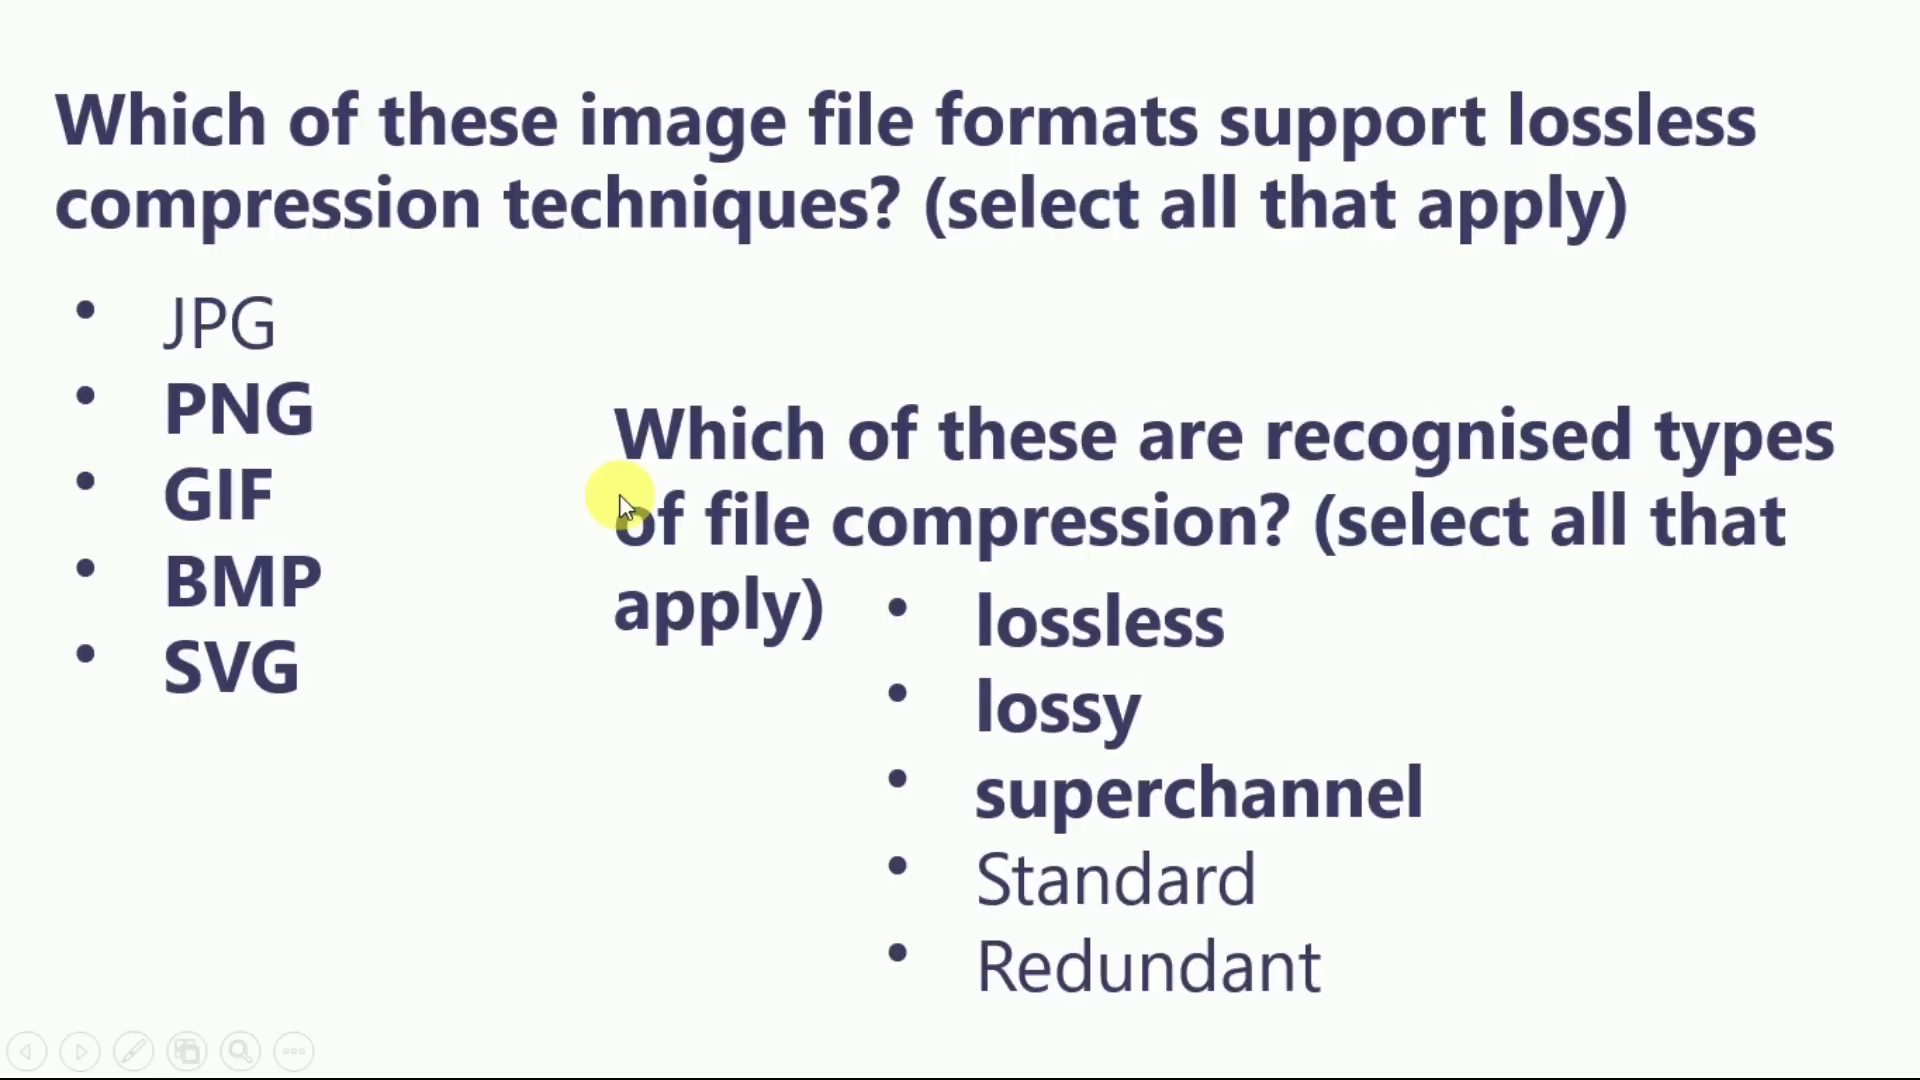 Which of these image file formats support lossless
compression techniques? (select all that apply)
• JPG
• PNG
• GIF
• BMP
• SVG
Which of these are recognised types
of file compression? (select all that
apply)
• lossless
• lossy
• superchannel
• Standard
• Redundant